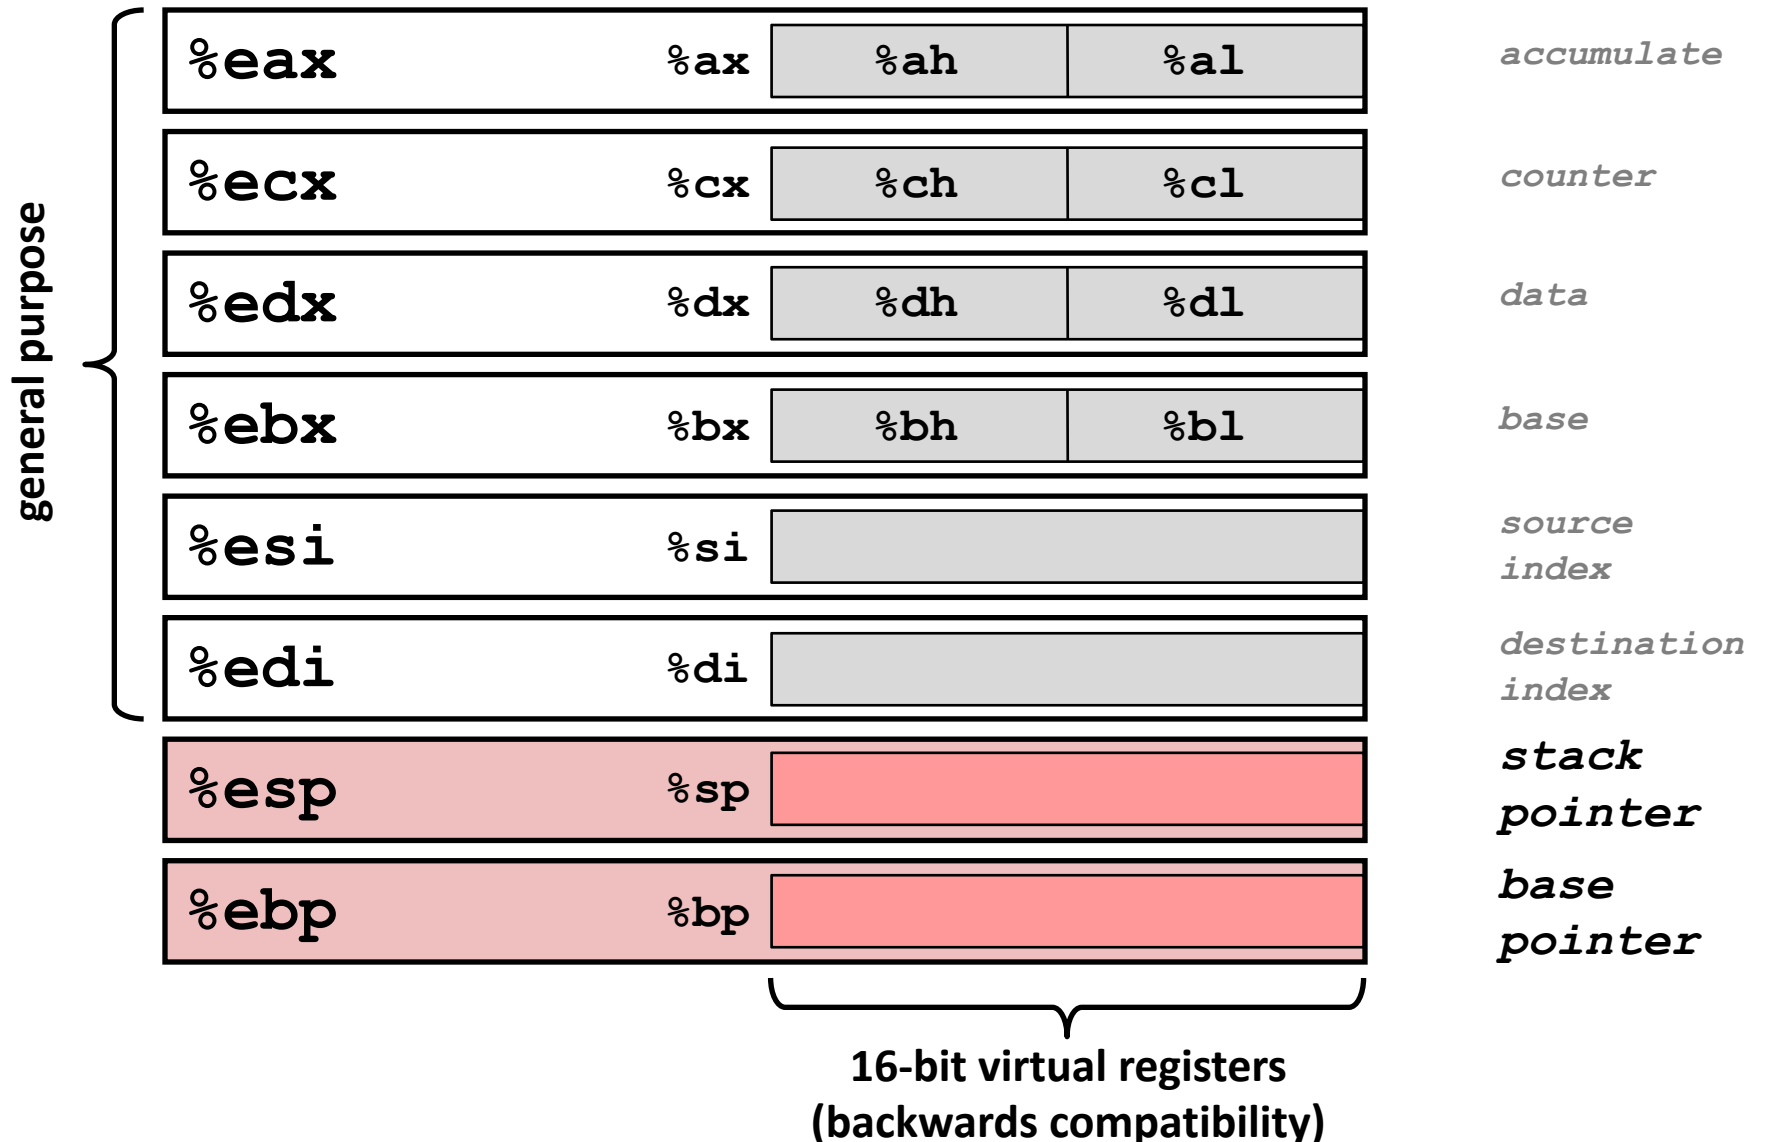 general purpose
%eax %ax %ah %al accumulate
%ecx %cx %ch %cl counter
%edx %dx %dh %dl data
%ebx %bx %bh %bl base
%esi %si source
index
%edi %di destination
index
%esp %sp stack
pointer
%ebp %bp base
pointer
16-bit virtual registers
(backwards compatibility)